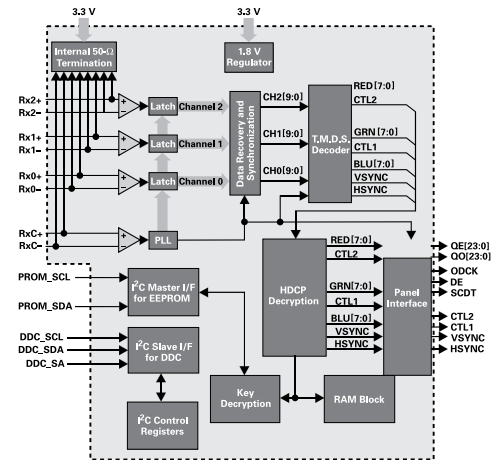 3.3 V
3.3 V
Internal 50-Ω
Termination
1.8 V
Regulator
Rx2+
Rx2–
Latch
Channel 2
Rx1+
Rx1–
Latch
Channel 1
Rx0+
Rx0–
Latch
Channel 0
RxC+
RxC–
PLL
Data Recovery and
Synchronization
CH2[9:0]
CH1[9:0]
CH0[9:0]
T.M.D.S.
Decoder
RED[7:0]
CTL2
GRN[7:0]
CTL1
BLU[7:0]
VSYNC
HSYNC
PROM_SCL
PROM_SDA
I²C Master I/F
for EEPROM
DDC_SCL
DDC_SDA
DDC_SA
I²C Slave I/F
for DDC
I²C Control
Registers
HDCP
Decryption
RED[7:0]
CTL2
GRN[7:0]
CTL1
BLU[7:0]
VSYNC
HSYNC
Panel
Interface
QE[23:0]
QO[23:0]
ODCK
DE
SCDT
CTL2
CTL1
VSYNC
HSYNC
Key
Decryption
RAM Block